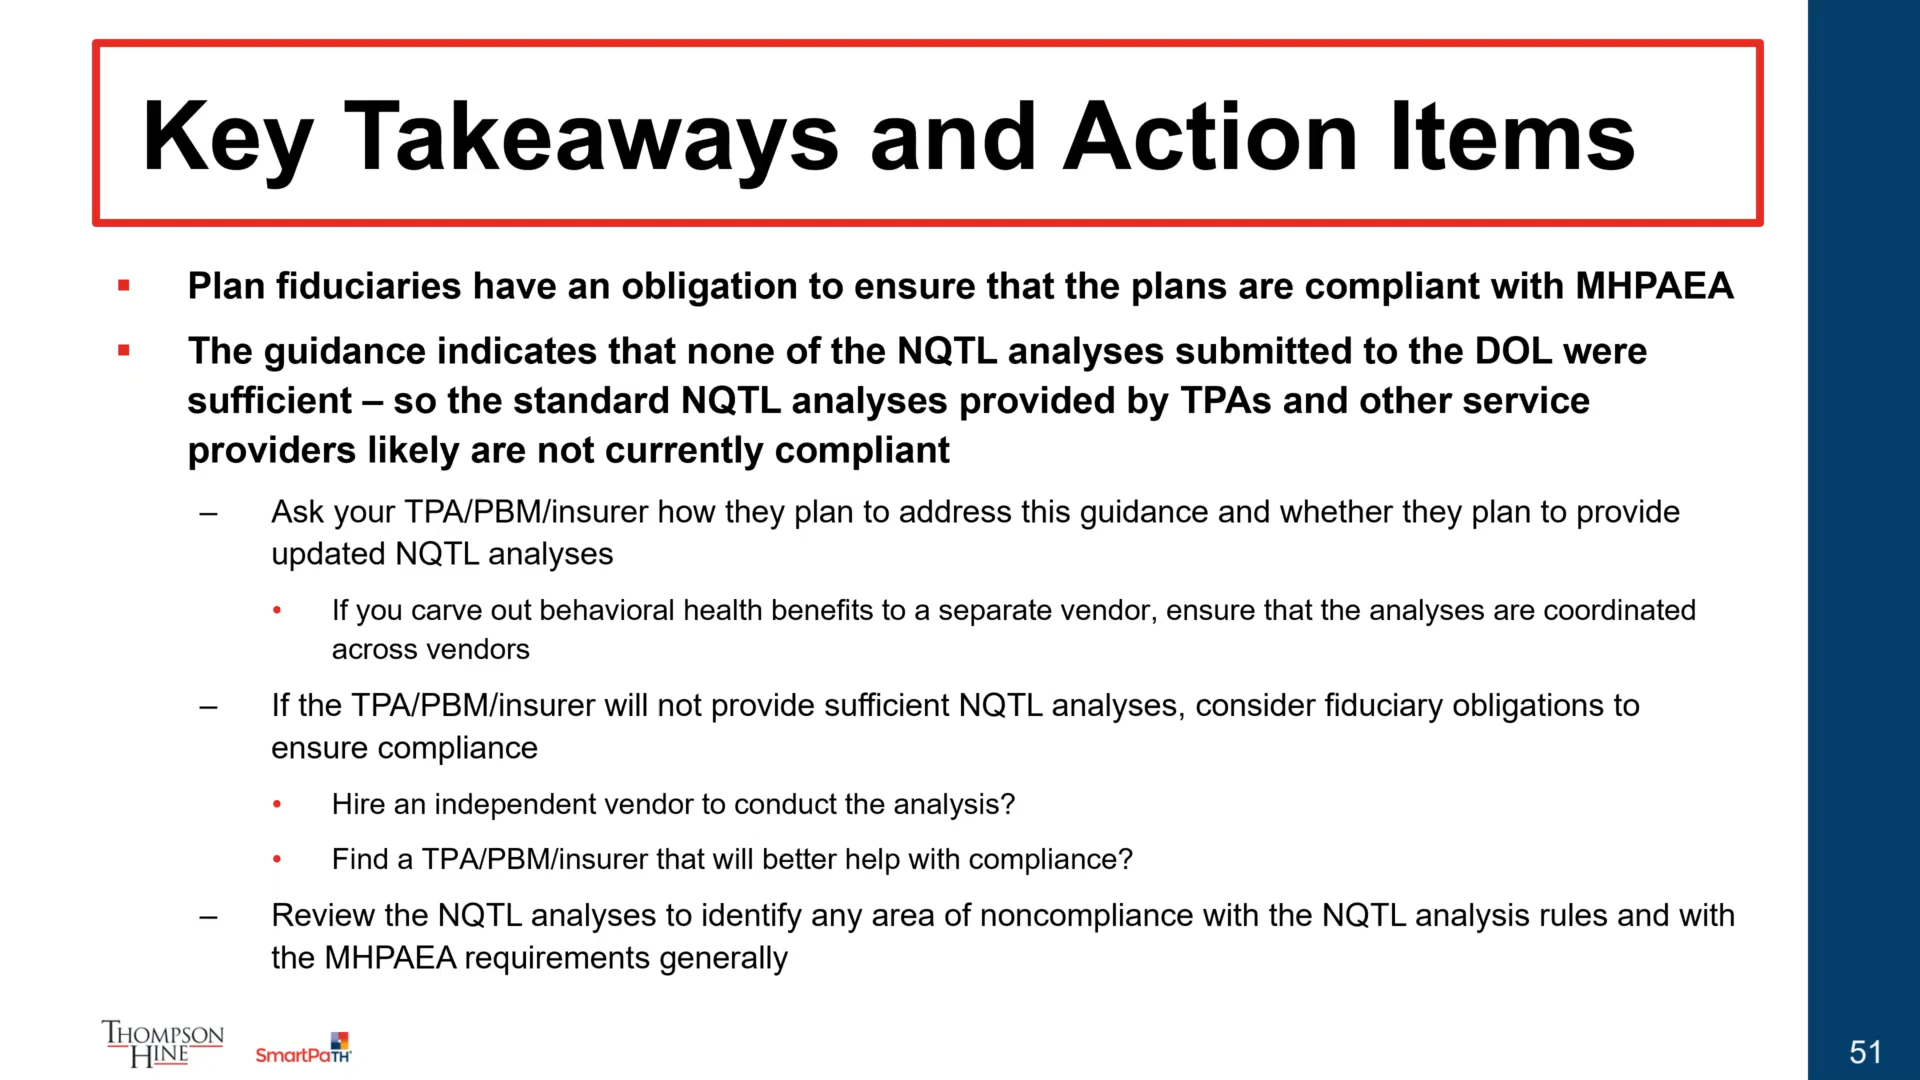 Key Takeaways and Action Items
▪ Plan fiduciaries have an obligation to ensure that the plans are compliant with MHPAEA
▪ The guidance indicates that none of the NQTL analyses submitted to the DOL were
sufficient – so the standard NQTL analyses provided by TPAs and other service
providers likely are not currently compliant
– Ask your TPA/PBM/insurer how they plan to address this guidance and whether they plan to provide
updated NQTL analyses
• If you carve out behavioral health benefits to a separate vendor, ensure that the analyses are coordinated
across vendors
– If the TPA/PBM/insurer will not provide sufficient NQTL analyses, consider fiduciary obligations to
ensure compliance
• Hire an independent vendor to conduct the analysis?
• Find a TPA/PBM/insurer that will better help with compliance?
– Review the NQTL analyses to identify any area of noncompliance with the NQTL analysis rules and with
the MHPAEA requirements generally
THOMPSON
HINE
SmartPaTH
51